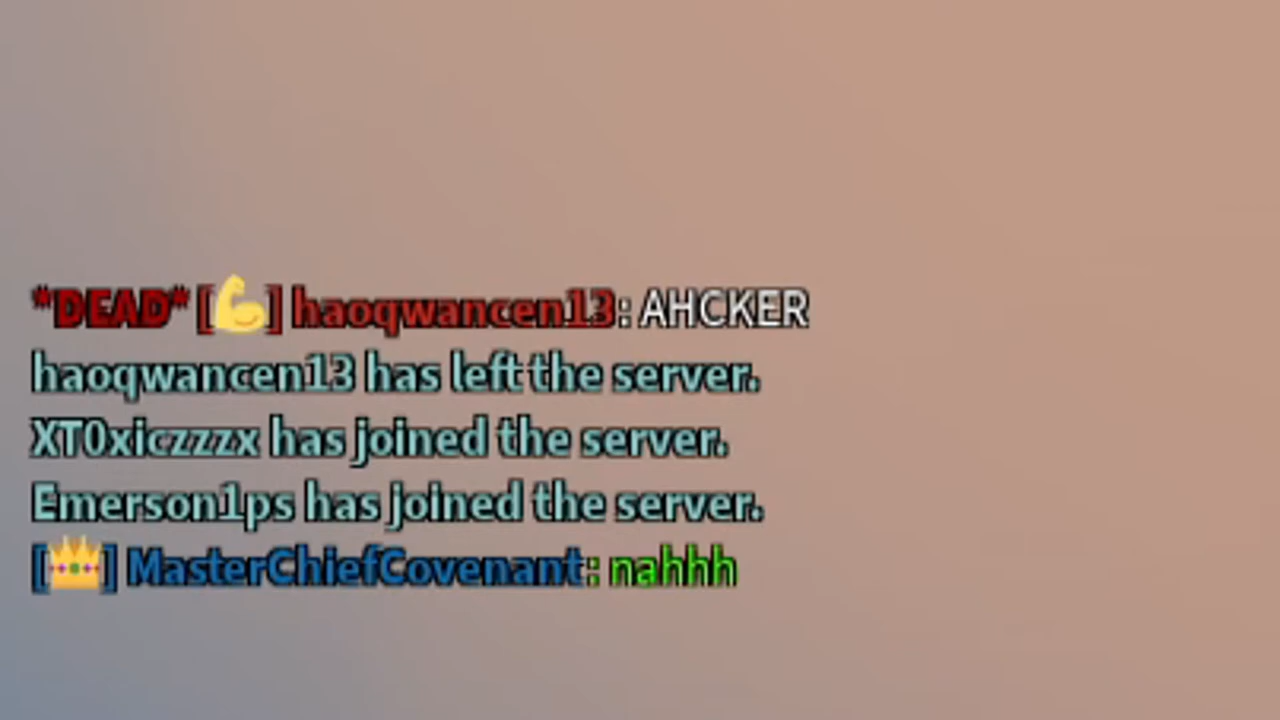 *DEAD* [💪] haoqwancen13: AHCKER
haoqwancen13 has left the server.
XT0xiczzzx has joined the server.
Emerson1ps has joined the server.
[👑] MasterChiefCovenant: nahhh